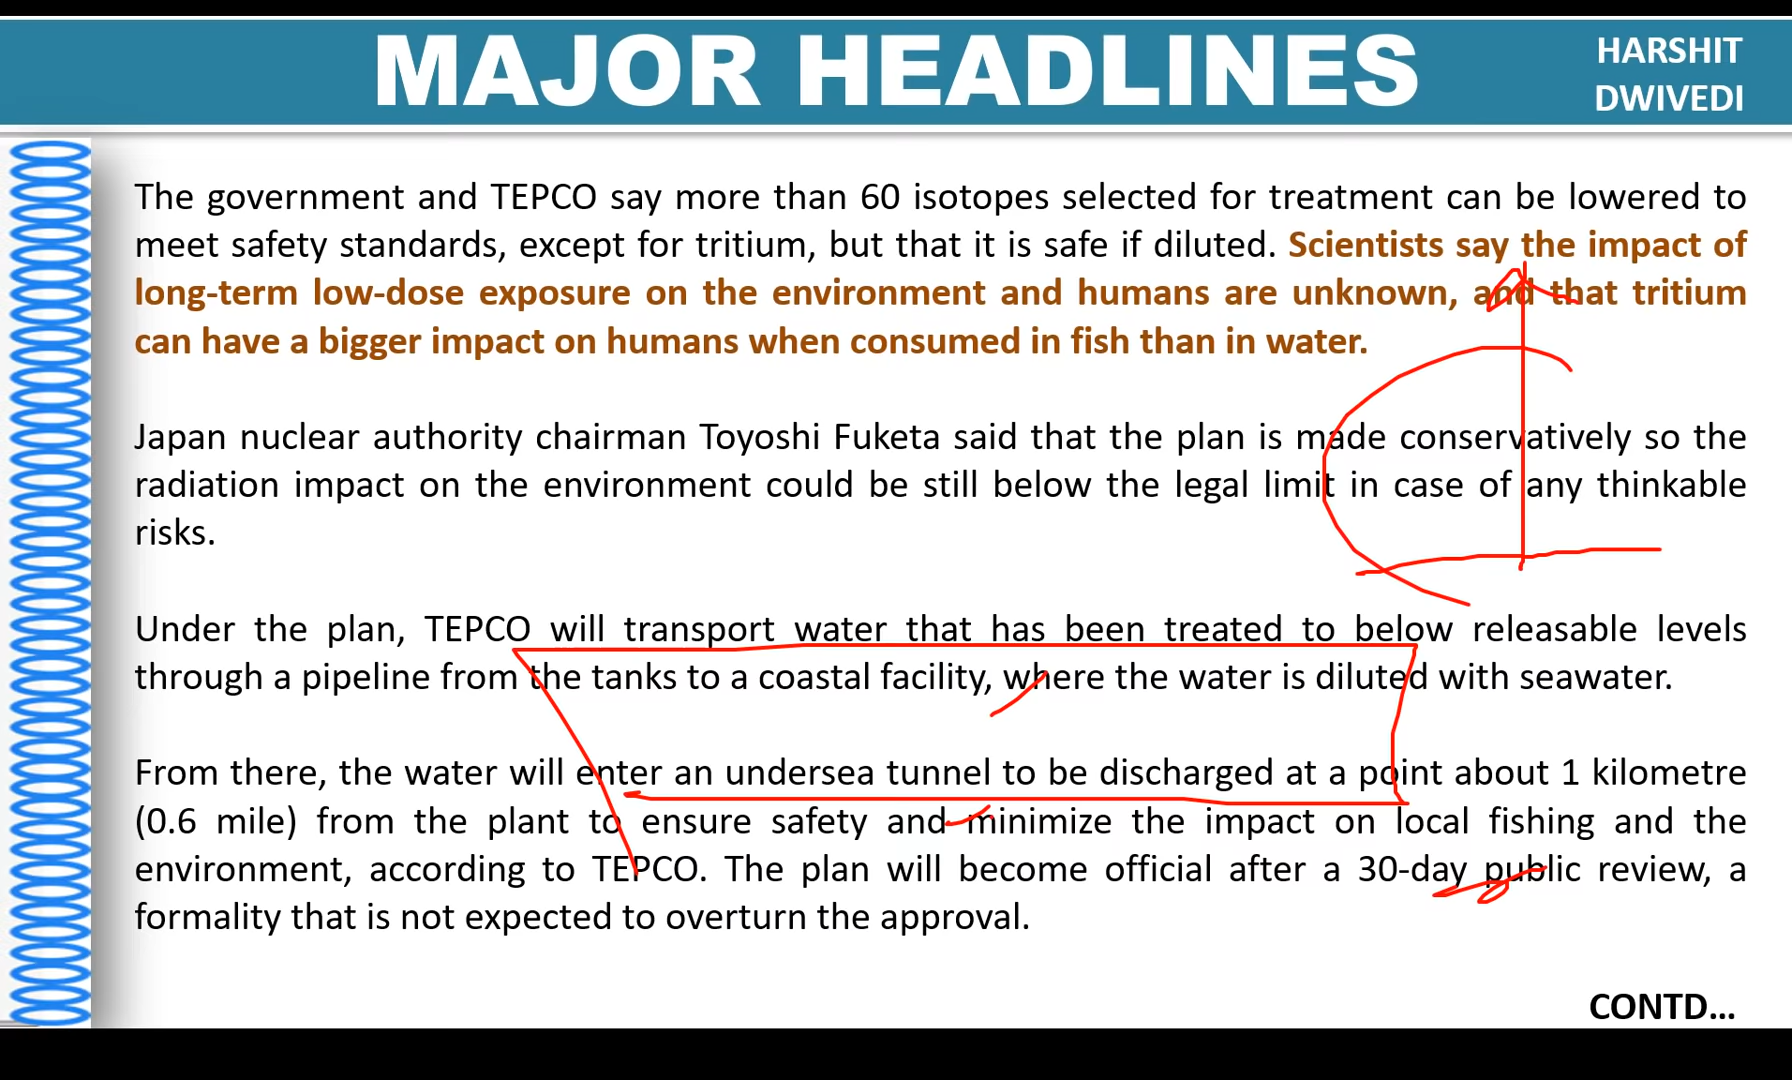 MAJOR HEADLINES
HARSHIT
DWIVEDI
The government and TEPCO say more than 60 isotopes selected for treatment can be lowered to
meet safety standards, except for tritium, but that it is safe if diluted. Scientists say the impact of
long-term low-dose exposure on the environment and humans are unknown, and that tritium
can have a bigger impact on humans when consumed in fish than in water.
Japan nuclear authority chairman Toyoshi Fuketa said that the plan is made conservatively so the
radiation impact on the environment could be still below the legal limit in case of any thinkable
risks.
Under the plan, TEPCO will transport water that has been treated to below releasable levels
through a pipeline from the tanks to a coastal facility, where the water is diluted with seawater.
From there, the water will enter an undersea tunnel to be discharged at a point about 1 kilometre
(0.6 mile) from the plant to ensure safety and minimize the impact on local fishing and the
environment, according to TEPCO. The plan will become official after a 30-day public review, a
formality that is not expected to overturn the approval.
CONTD...